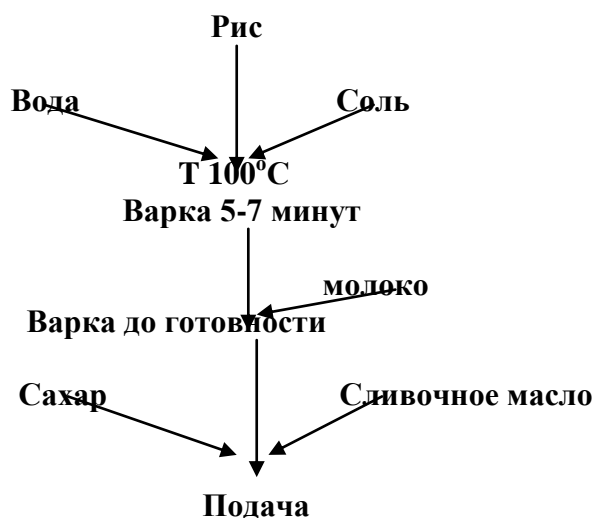 Рис
Вода
Соль
Т 100°С
Варка 5-7 минут
молоко
Варка до готовности
Сахар
Сливочное масло
Подача